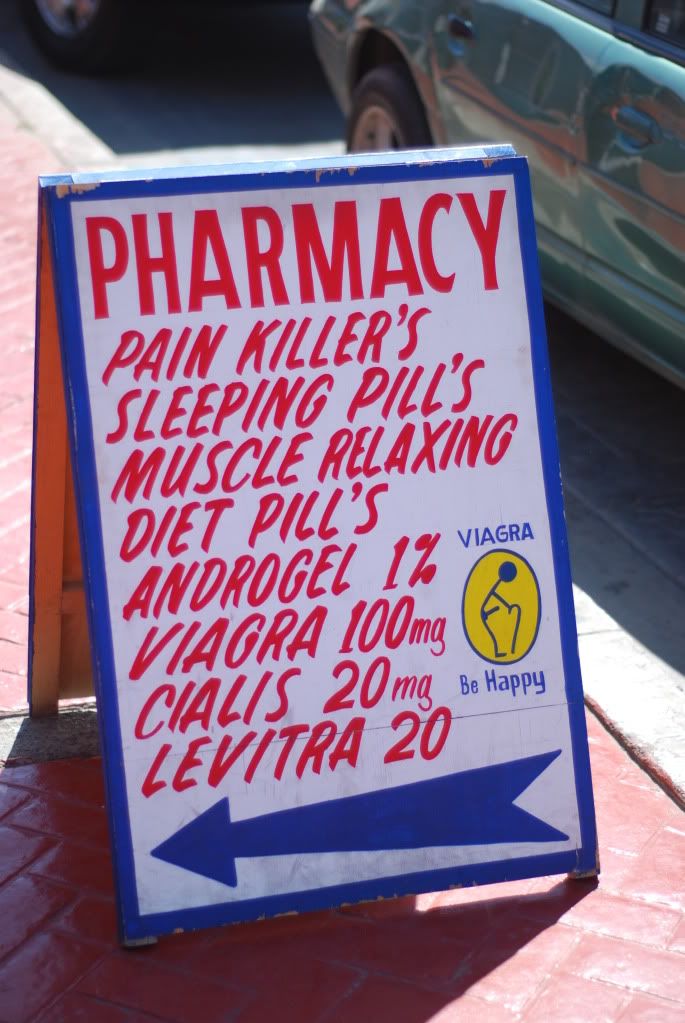 PHARMACY
PAIN KILLER'S
SLEEPING PILL'S
MUSCLE RELAXING
DIET PILL'S
ANDROGEL 1%
VIAGRA 100mg
CIALIS 20mg
LEVITRA 20
VIAGRA
Be Happy